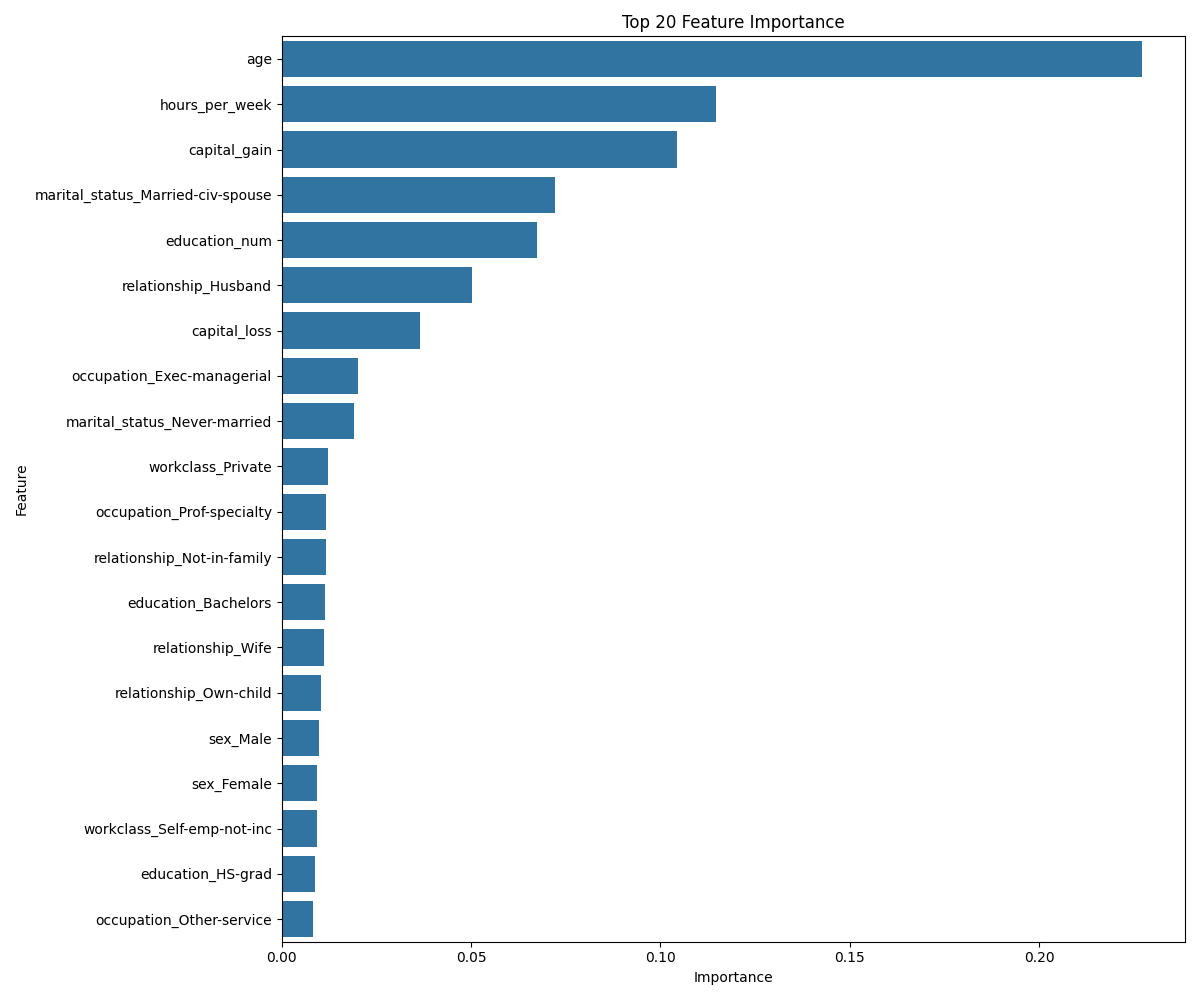 Top 20 Feature Importance
age
hours_per_week
capital_gain
marital_status_Married-civ-spouse
education_num
relationship_Husband
capital_loss
occupation_Exec-managerial
marital_status_Never-married
workclass_Private
occupation_Prof-specialty
relationship_Not-in-family
education_Bachelors
relationship_Wife
relationship_Own-child
sex_Male
sex_Female
workclass_Self-emp-not-inc
education_HS-grad
occupation_Other-service
Feature
0.00 0.05 0.10 0.15 0.20
Importance